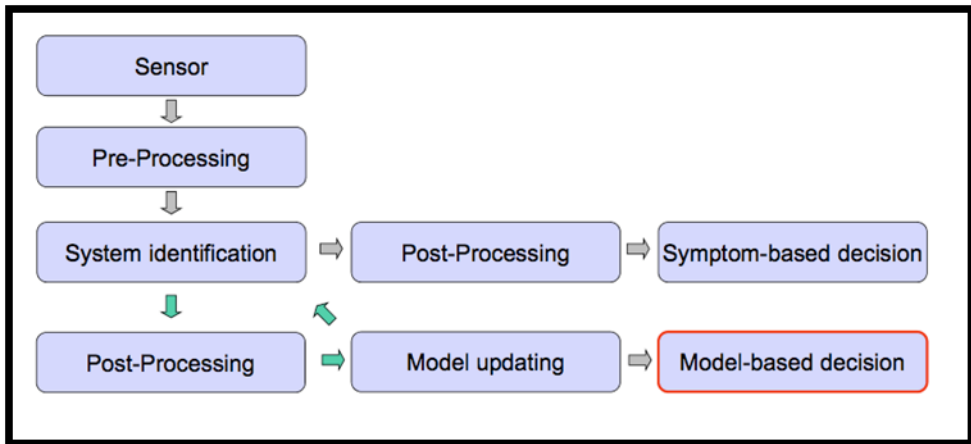 Sensor
Pre-Processing
System identification
Post-Processing
Symptom-based decision
Post-Processing
Model updating
Model-based decision